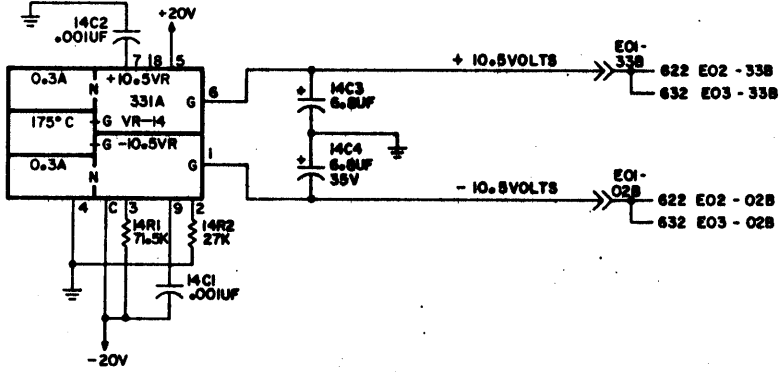 14C2
.001UF
+20V
7 18 5
0.3A
N
+10.5VR
331A
G
6
175°C
G VR-14
G -10.5VR
0.3A
N
G
1
4 C 3 9 2
14R1
71.5K
14R2
27K
14C1
.001UF
-20V
+
14C3
6.8UF
+
14C4
6.8UF
35V
+ 10.5VOLTS
E01-
33B
622 E02 - 33B
632 E03 - 33B
- 10.5VOLTS
E01-
02B
622 E02 - 02B
632 E03 - 02B